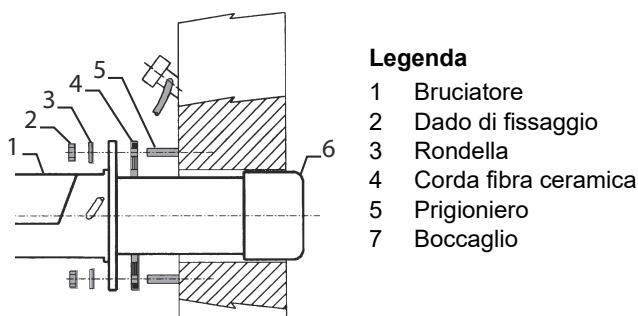 5
4
3
2
1
6
Legenda
1 Bruciatore
2 Dado di fissaggio
3 Rondella
4 Corda fibra ceramica
5 Prigioniero
7 Boccaglio